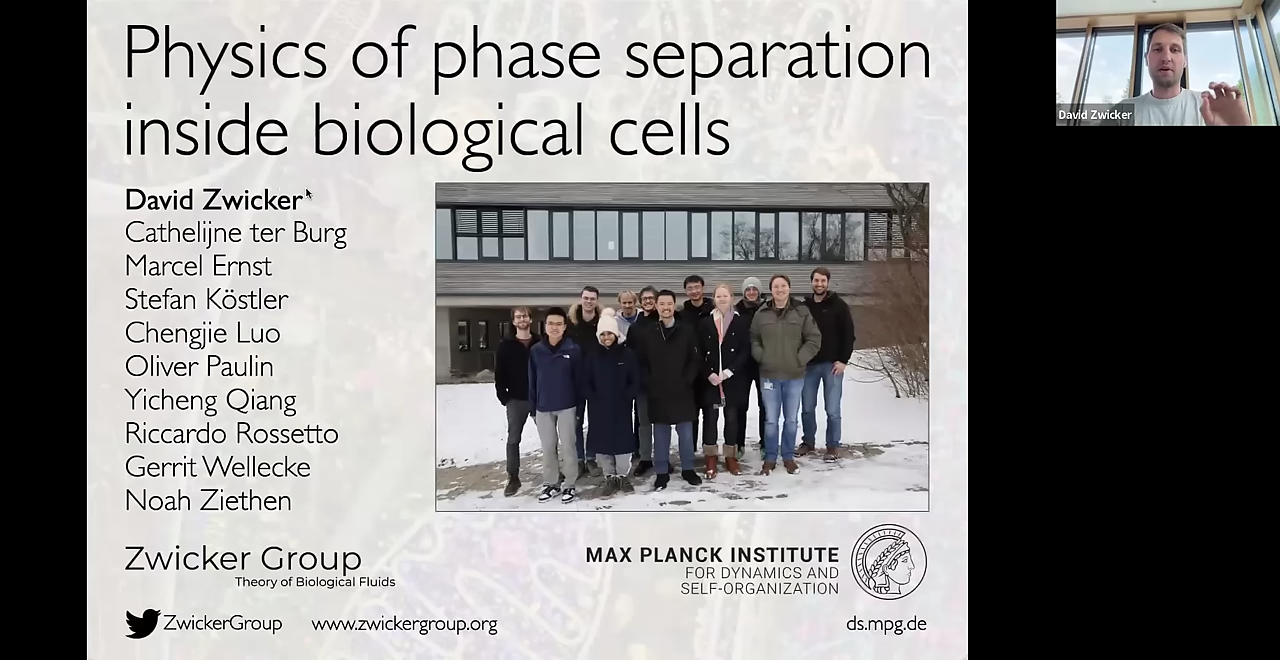 Physics of phase separation
inside biological cells
David Zwicker
Cathelijne ter Burg
Marcel Ernst
Stefan Köstler
Chengjie Luo
Oliver Paulin
Yicheng Qiang
Riccardo Rossetto
Gerrit Wellecke
Noah Ziethen
Zwicker Group
Theory of Biological Fluids
ZwickerGroup
www.zwickergroup.org
MAX PLANCK INSTITUTE
FOR DYNAMICS AND
SELF-ORGANIZATION
ds.mpg.de
David Zwicker